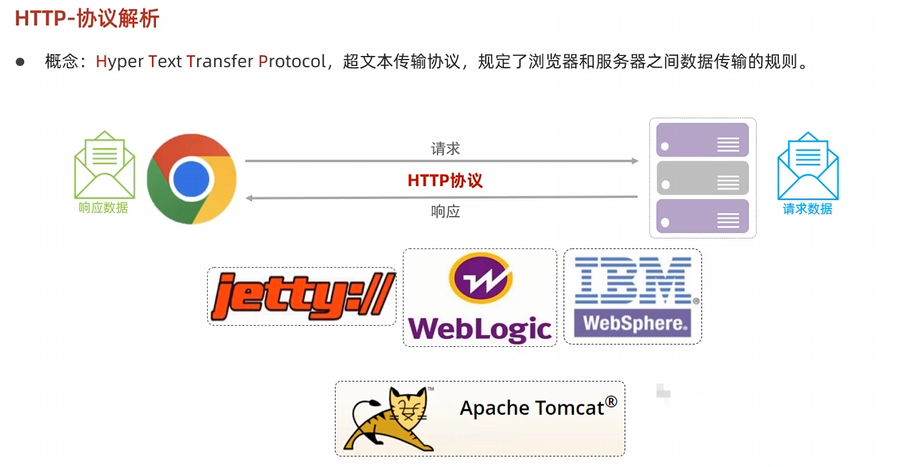 HTTP-协议解析
● 概念：Hyper Text Transfer Protocol，超文本传输协议，规定了浏览器和服务器之间数据传输的规则。
请求
HTTP协议
响应
响应数据
请求数据
jetty://
WebLogic
IBM®
WebSphere.
™
Apache Tomcat®